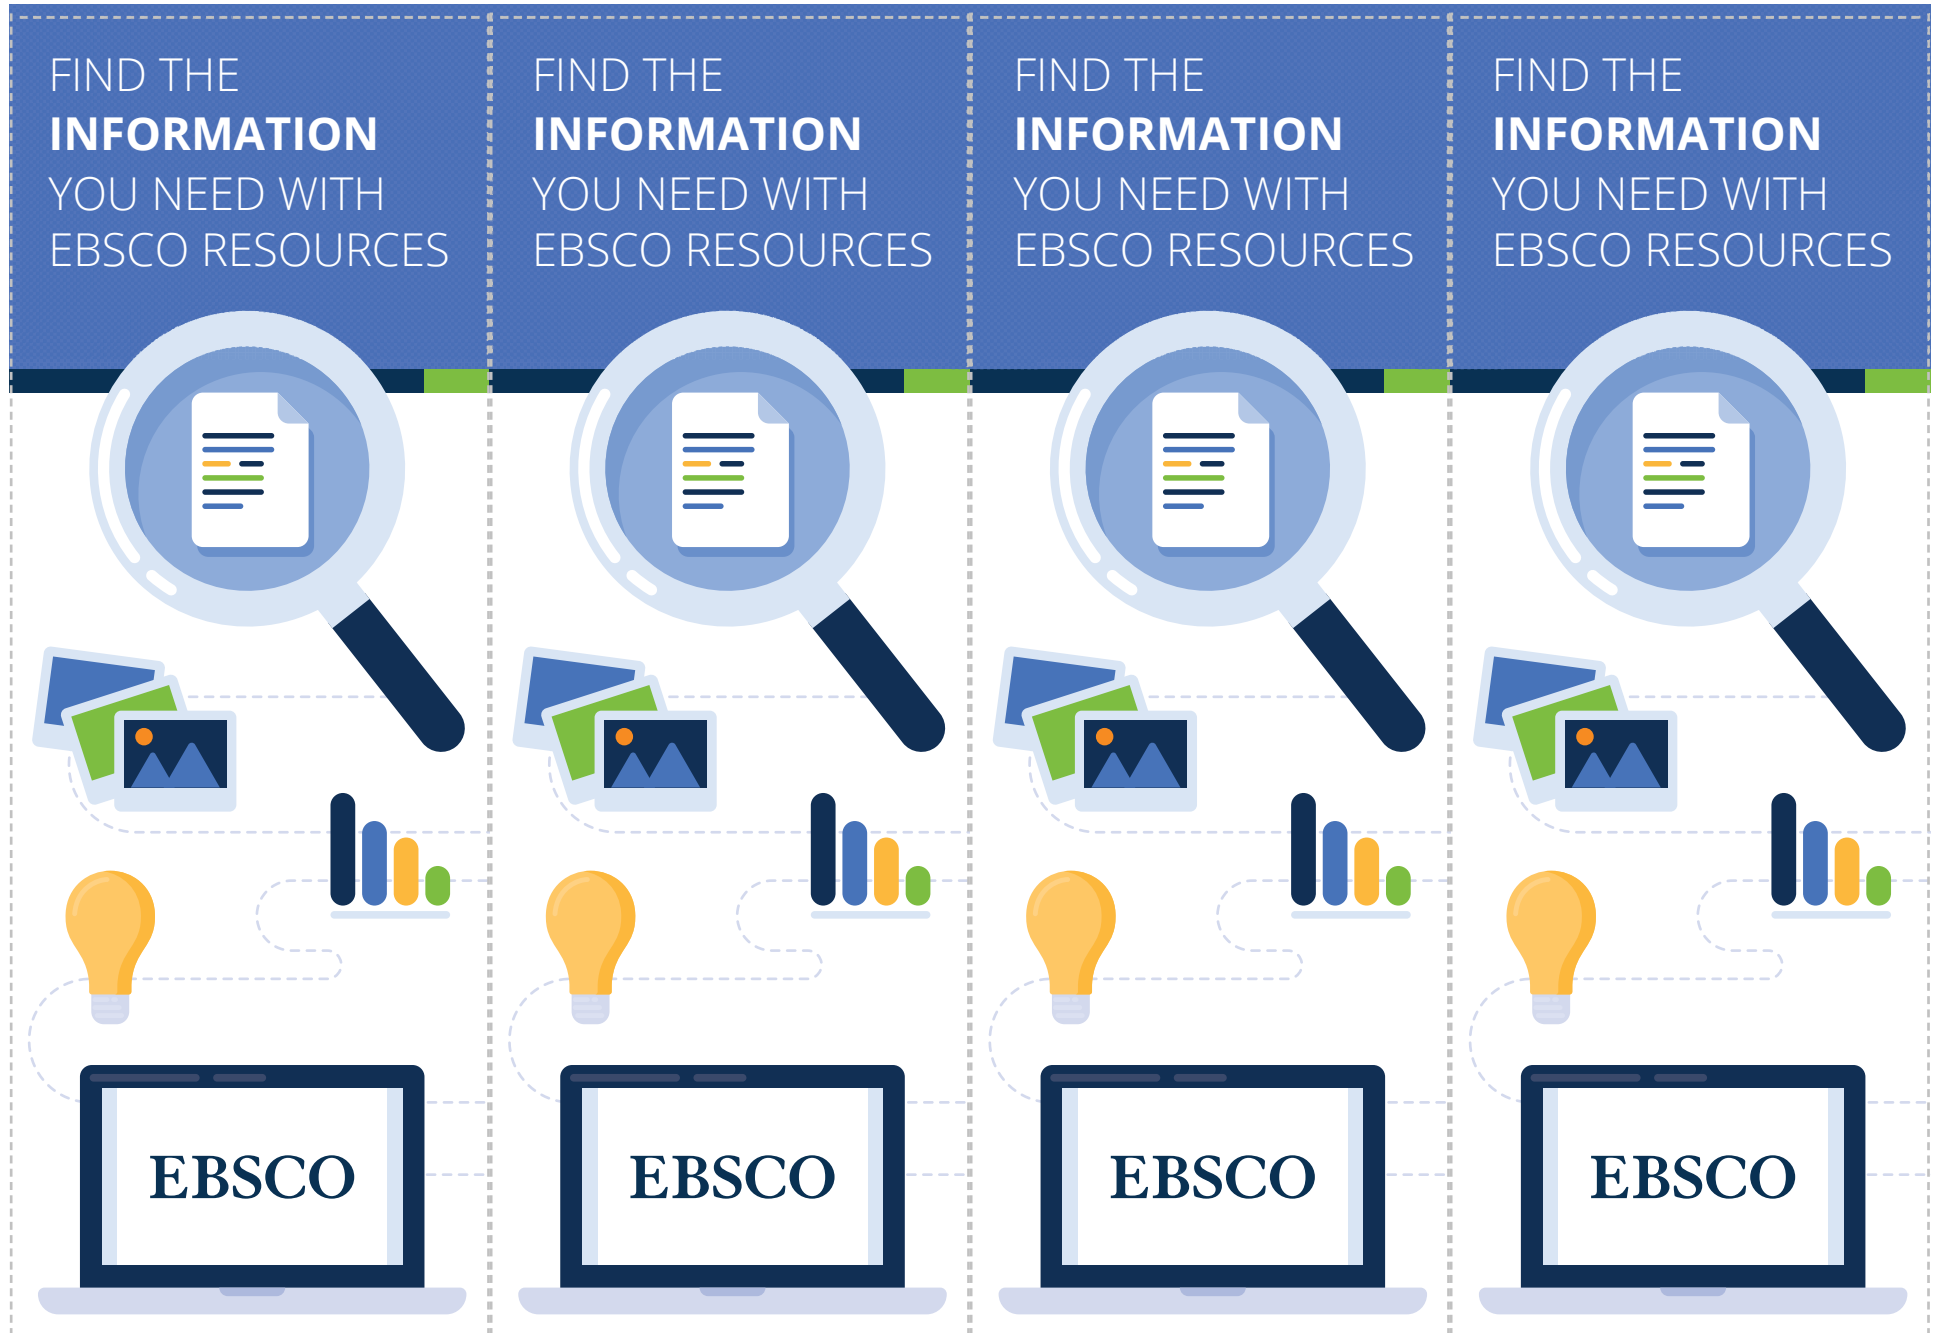 FIND THE
INFORMATION
YOU NEED WITH
EBSCO RESOURCES
EBSCO
FIND THE
INFORMATION
YOU NEED WITH
EBSCO RESOURCES
EBSCO
FIND THE
INFORMATION
YOU NEED WITH
EBSCO RESOURCES
EBSCO
FIND THE
INFORMATION
YOU NEED WITH
EBSCO RESOURCES
EBSCO